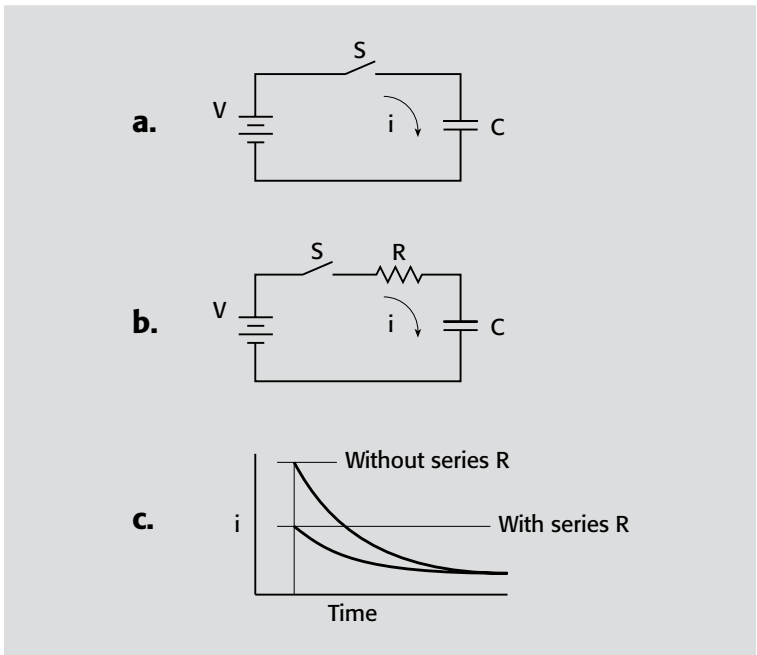 a.
S
V
i
C
b.
S
R
V
i
C
c.
i
Without series R
With series R
Time